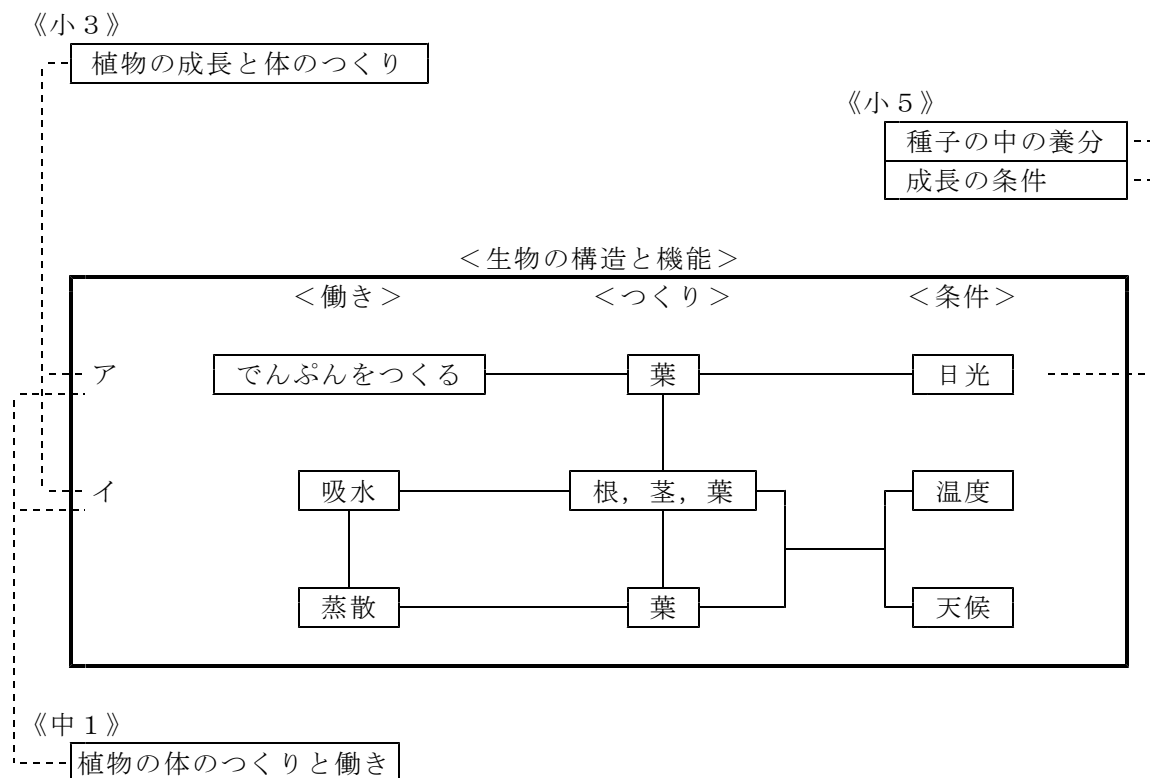 《小3》
植物の成長と体のつくり
《小5》
種子の中の養分
成長の条件
<生物の構造と機能>
<働き> <つくり> <条件>
ア でんぷんをつくる 葉 日光
イ 吸水 根,茎,葉 温度
蒸散 葉 天候
《中1》
植物の体のつくりと働き